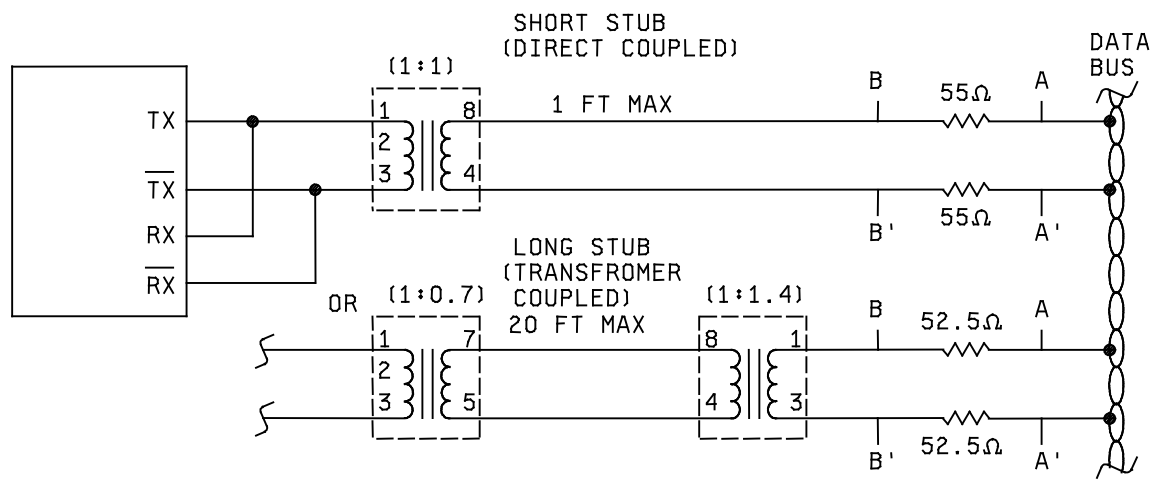 SHORT STUB
(DIRECT COUPLED)
DATA
BUS
(1:1)
B
55Ω
A
1 FT MAX
TX
1
8
2
3
4
T̅X̅
RX
R̅X̅
55Ω
B'
A'
LONG STUB
(TRANSFROMER
COUPLED)
20 FT MAX
OR
(1:0.7)
(1:1.4)
B
52.5Ω
A
1
7
8
1
2
3
5
4
3
52.5Ω
B'
A'